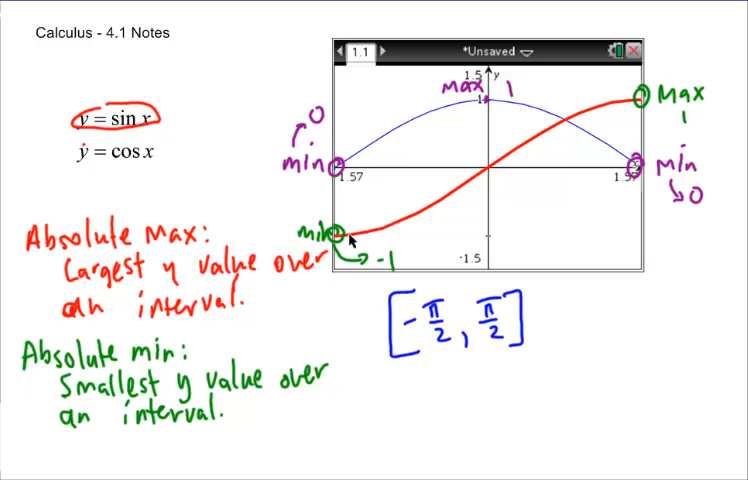 Calculus - 4.1 Notes
1.1
*Unsaved
1.5 y
max 1
1
Max
1
y = sin x
0
y = cos x
min
x
min
1.57
1.57
0
min
-1
-1.5
Absolute Max:
Largest y value over
an interval.
[-π/2, π/2]
Absolute min:
Smallest y value over
an interval.